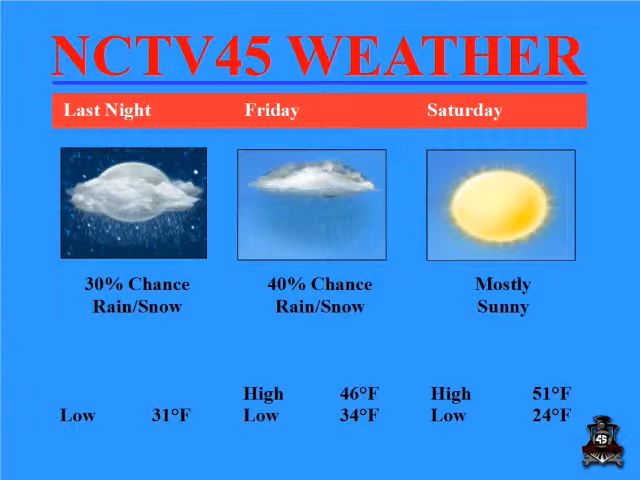 NCTV45 WEATHER
Last Night Friday Saturday
30% Chance 40% Chance Mostly
Rain/Snow Rain/Snow Sunny
High 46°F High 51°F
Low 31°F Low 34°F Low 24°F
45